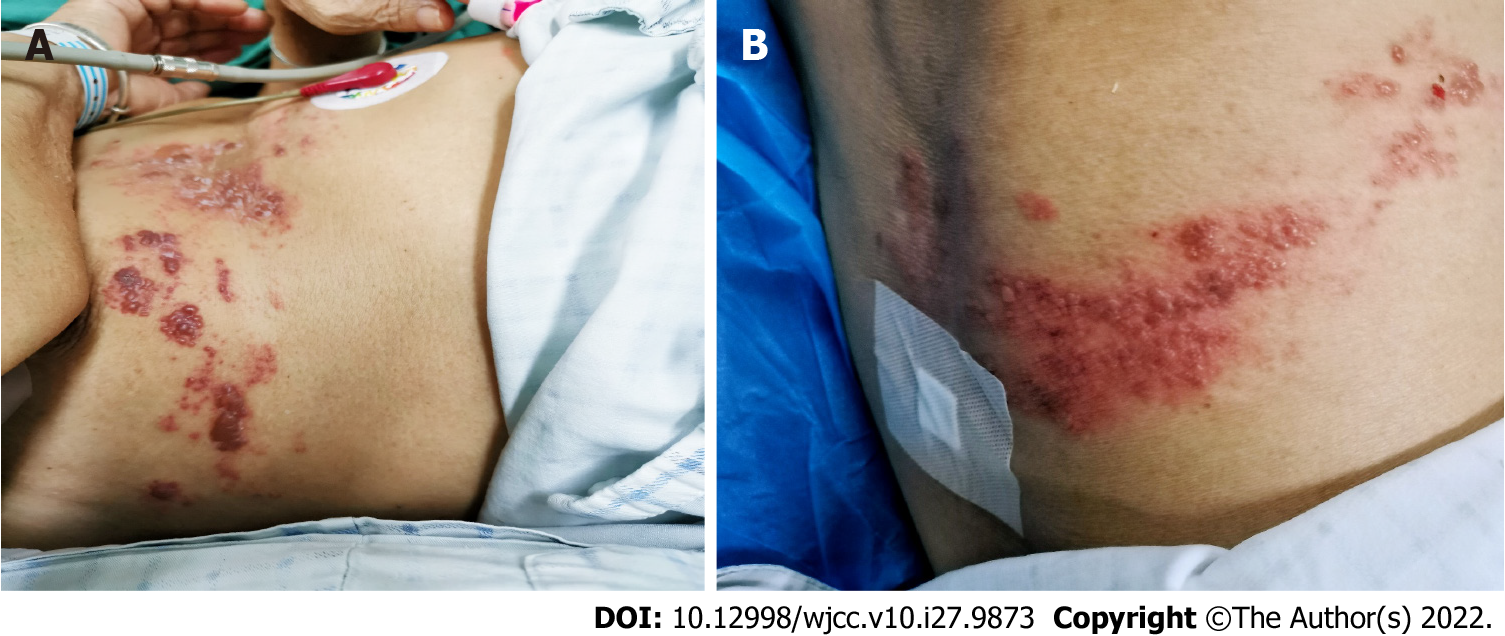 A
B
DOI: 10.12998/wjcc.v10.i27.9873 Copyright ©The Author(s) 2022.